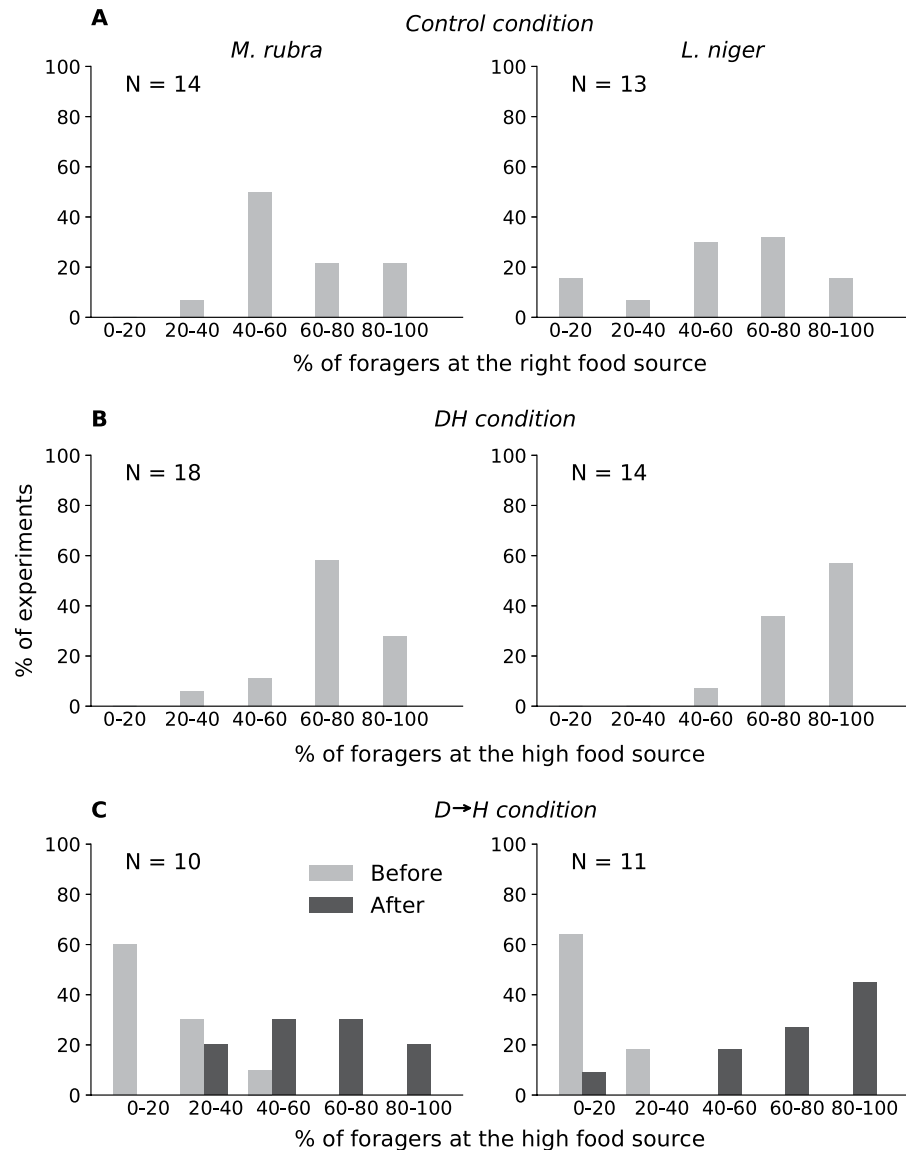 A
Control condition
M. rubra
L. niger
100
80
60
40
20
0
N = 14
0-20 20-40 40-60 60-80 80-100
100
80
60
40
20
0
N = 13
0-20 20-40 40-60 60-80 80-100
% of foragers at the right food source
B
DH condition
% of experiments
100
80
60
40
20
0
N = 18
0-20 20-40 40-60 60-80 80-100
100
80
60
40
20
0
N = 14
0-20 20-40 40-60 60-80 80-100
% of foragers at the high food source
C
D→H condition
100
80
60
40
20
0
N = 10
Before
After
0-20 20-40 40-60 60-80 80-100
100
80
60
40
20
0
N = 11
0-20 20-40 40-60 60-80 80-100
% of foragers at the high food source